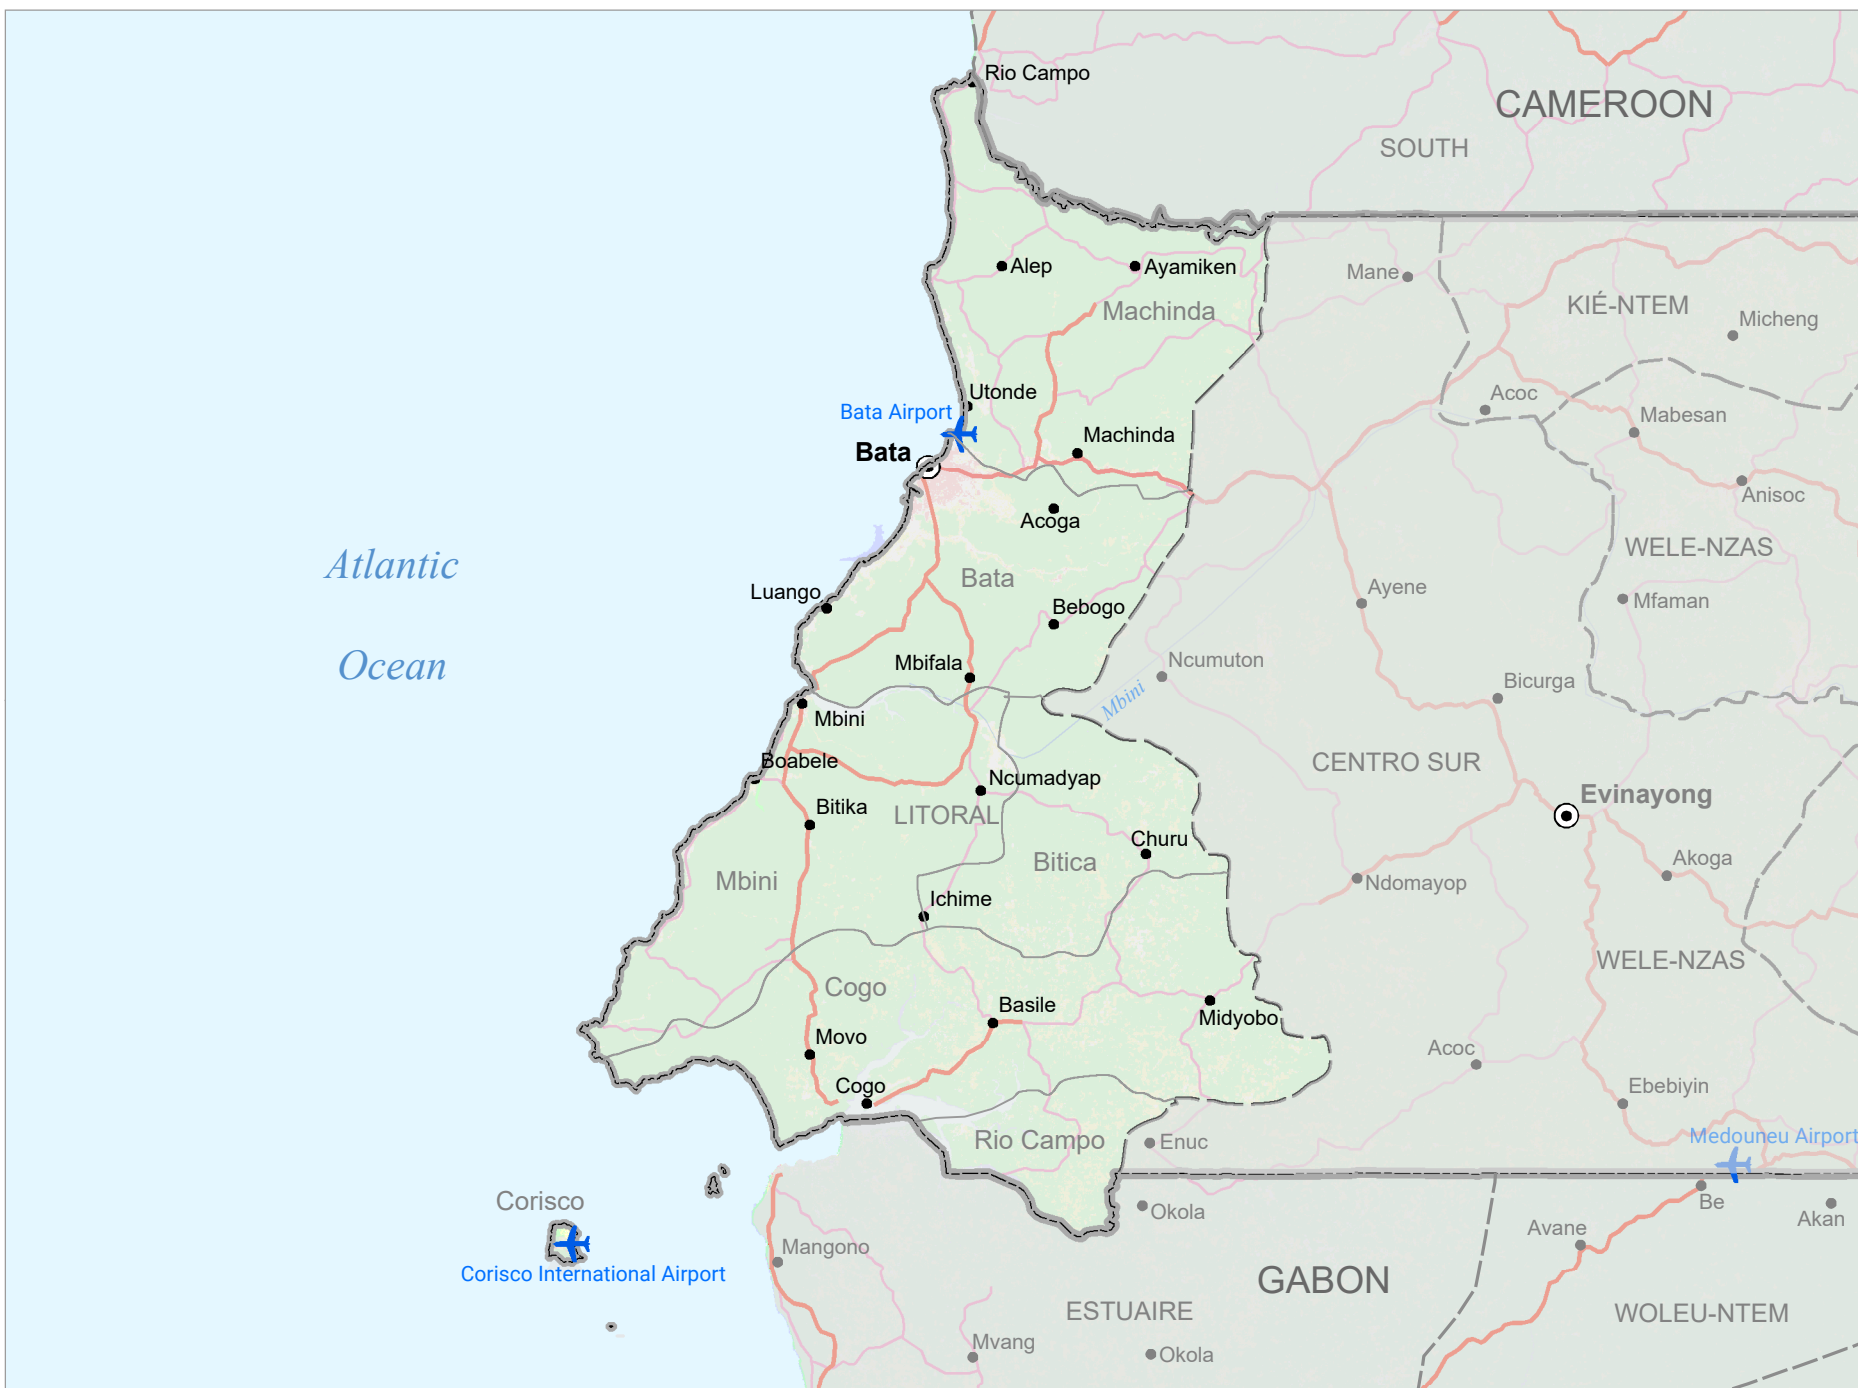 Rio Campo
CAMEROON
SOUTH
Alep
Ayamiken
Mane
Machinda
KIÉ-NTEM
Micheng
Utonde
Acoc
Bata Airport
Mabesan
Machinda
Bata
Anisoc
Acoga
WELE-NZAS
Atlantic
Bata
Ayene
Luango
Bebogo
Mfaman
Ocean
Mbifala
Ncumuton
Bicurga
Mbini
Mbini
Boabele
CENTRO SUR
Ncumadyap
Evinayong
Bitika
LITORAL
Churu
Akoga
Bitica
Mbini
Ndomayop
Ichime
WELE-NZAS
Cogo
Basile
Midyobo
Movo
Acoc
Cogo
Ebebiyin
Rio Campo
Enuc
Medouneu Airport
Corisco
Be
Okola
Akan
Avane
Mangono
Corisco International Airport
GABON
ESTUAIRE
WOLEU-NTEM
Mvang
Okola